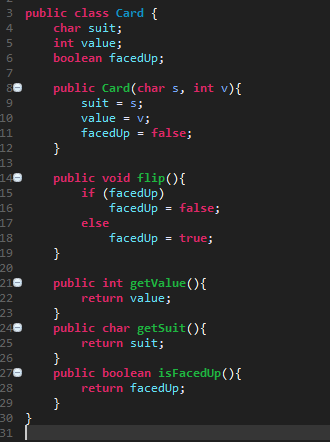 3 public class Card {
4     char suit;
5     int value;
6     boolean facedUp;
7
8     public Card(char s, int v){
9         suit = s;
10         value = v;
11         facedUp = false;
12     }
13
14     public void flip(){
15         if (facedUp)
16             facedUp = false;
17         else
18             facedUp = true;
19     }
20
21     public int getValue(){
22         return value;
23     }
24     public char getSuit(){
25         return suit;
26     }
27     public boolean isFacedUp(){
28         return facedUp;
29     }
30 }
31